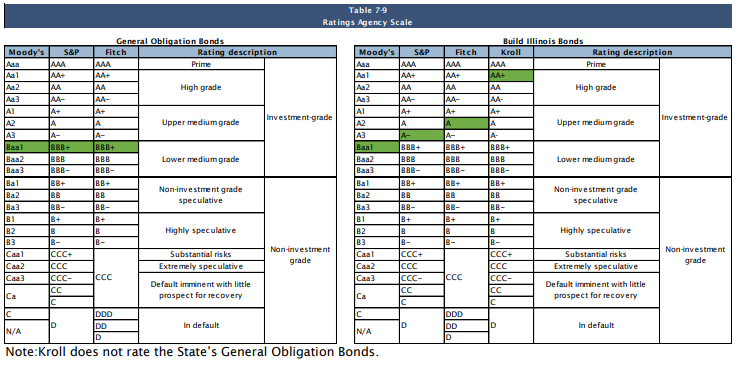 Table 7-9
Ratings Agency Scale
General Obligation Bonds
Moody's S&P Fitch Rating description
Aaa AAA AAA Prime Investment-grade
Aa1 AA+ AA+ High grade
Aa2 AA AA
Aa3 AA− AA−
A1 A+ A+ Upper medium grade
A2 A A
A3 A− A−
Baa1 BBB+ BBB+ Lower medium grade
Baa2 BBB BBB
Baa3 BBB− BBB−
Ba1 BB+ BB+ Non-investment grade speculative Non-investment grade
Ba2 BB BB
Ba3 BB− BB−
B1 B+ B+ Highly speculative
B2 B B
B3 B− B−
Caa1 CCC+ CCC Substantial risks
Caa2 CCC Extremely speculative
Caa3 CCC− Default imminent with little prospect for recovery
Ca CC
C
C D DDD In default
N/A DD
D
Build Illinois Bonds
Moody's S&P Fitch Kroll Rating description
Aaa AAA AAA AAA Prime Investment-grade
Aa1 AA+ AA+ AA+ High grade
Aa2 AA AA AA
Aa3 AA− AA− AA−
A1 A+ A+ A+ Upper medium grade
A2 A A A
A3 A− A− A−
Baa1 BBB+ BBB+ BBB+ Lower medium grade
Baa2 BBB BBB BBB
Baa3 BBB− BBB− BBB−
Ba1 BB+ BB+ BB+ Non-investment grade speculative Non-investment grade
Ba2 BB BB BB
Ba3 BB− BB− BB−
B1 B+ B+ B+ Highly speculative
B2 B B B
B3 B− B− B−
Caa1 CCC+ CCC CCC+ Substantial risks
Caa2 CCC CCC Extremely speculative
Caa3 CCC− CCC− Default imminent with little prospect for recovery
Ca CC CC
C C
C D DDD D In default
N/A DD
D
Note:Kroll does not rate the State’s General Obligation Bonds.